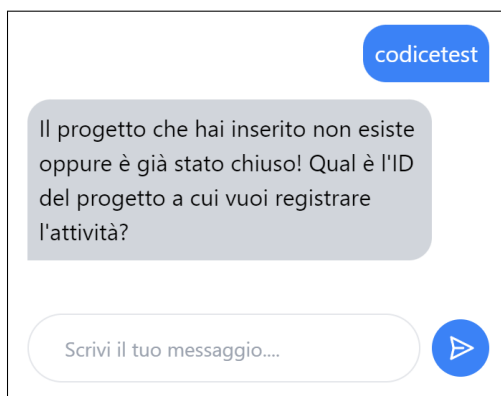 codicetest
Il progetto che hai inserito non esiste
oppure è già stato chiuso! Qual è l'ID
del progetto a cui vuoi registrare
l'attività?
Scrivi il tuo messaggio....